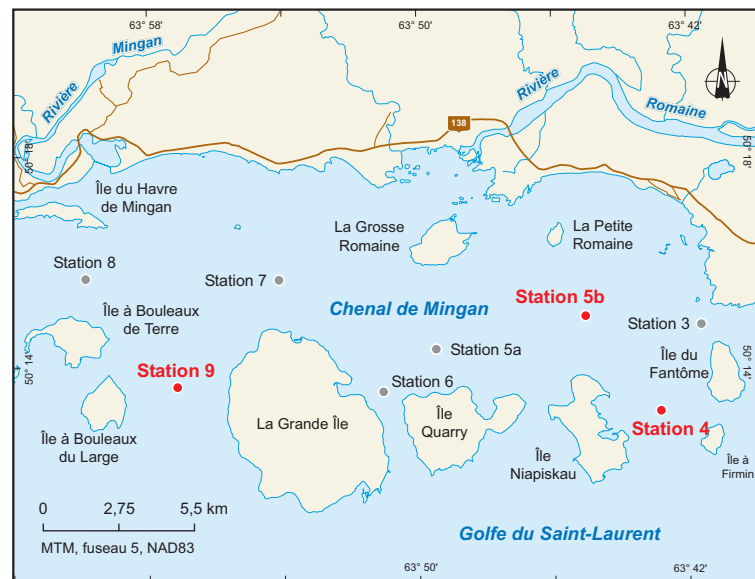 63° 58'
63° 50'
63° 42'
Rivière
Mingan
Rivière
Romaine
138
50° 18'
50° 18'
Île du Havre
de Mingan
La Grosse
Romaine
La Petite
Romaine
Station 8
Station 7
Chenal de Mingan
Station 5b
Station 3
Île à Bouleaux
de Terre
Station 5a
Île du
Fantôme
50° 14'
50° 14'
Station 9
Station 6
La Grande Île
Île
Quarry
Station 4
Île à Bouleaux
du Large
Île
Niapiskau
Île à
Firmin
0 2,75 5,5 km
Golfe du Saint-Laurent
MTM, fuseau 5, NAD83
63° 50'
63° 42'
N